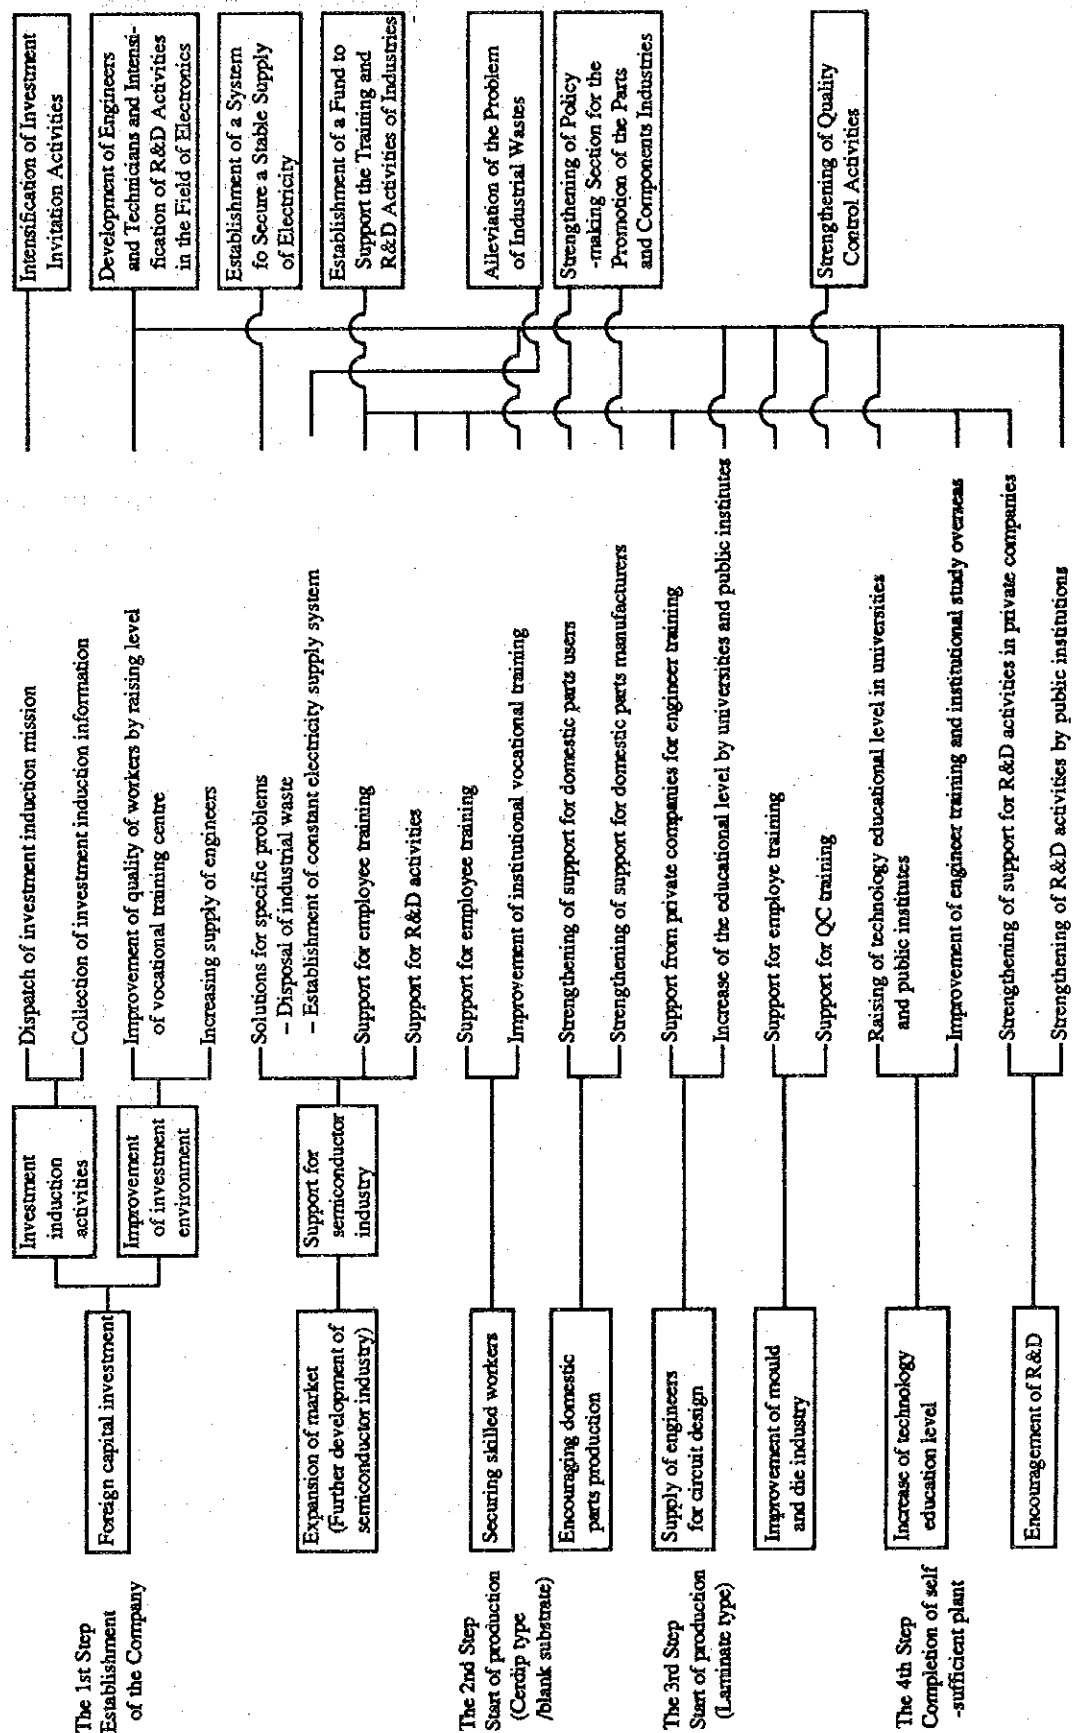 The 1st Step
Establishment
of the Company
Foreign capital investment
Investment
induction
activities
Dispatch of investment induction mission
Collection of investment induction information
Improvement
of investment
environment
Improvement of quality of workers by raising level
of vocational training centre
Increasing supply of engineers
Expansion of market
(Further development of
semiconductor industry)
Support for
semiconductor
industry
Solutions for specific problems
– Disposal of industrial waste
– Establishment of constant electricity supply system
Support for employee training
Support for R&D activities
The 2nd Step
Start of production
(Cerdip type
/blank substrate)
Securing skilled workers
Support for employee training
Improvement of institutional vocational training
Encouraging domestic
parts production
Strengthening of support for domestic parts users
Strengthening of support for domestic parts manufacturers
The 3rd Step
Start of production
(Laminate type)
Supply of engineers
for circuit design
Support from private companies for engineer training
Increase of the educational level by universities and public institutes
Improvement of mould
and die industry
Support for employe training
Support for QC training
The 4th Step
Completion of self
-sufficient plant
Increase of technology
education level
Raising of technology educational level in universities
and public institutes
Improvement of engineer training and institutional study overseas
Encouragement of R&D
Strengthening of support for R&D activities in private companies
Strengthening of R&D activities by public institutions
Intensification of Investment
Invitation Activities
Development of Engineers
and Technicians and Intensi-
fication of R&D Activities
in the Field of Electronics
Establishment of a System
fo Secure a Stable Supply
of Electricity
Establishment of a Fund to
Support the Training and
R&D Activities of Industries
Alleviation of the Problem
of Industrial Wastes
Strengthening of Policy
-making Section for the
Promotion of the Parts
and Components Industries
Strengthening of Quality
Control Activities